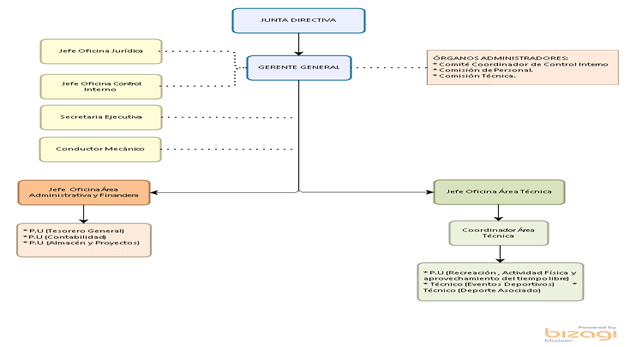 JUNTA DIRECTIVA
Jefe Oficina Jurídica
GERENTE GENERAL
ÓRGANOS ADMINISTRADORES:
* Comité Coordinador de Control Interno
* Comisión de Personal.
* Comisión Técnica.
Jefe Oficina Control
Interno
Secretaria Ejecutiva
Conductor Mecánico
Jefe Oficina Área
Administrativa y Financiera
Jefe Oficina Área Técnica
* P.U (Tesorero General)
* P.U (Contabilidad)
* P.U (Almacén y Proyectos)
Coordinador Área
Técnica
* P.U (Recreación, Actividad Física y
aprovechamiento del tiempo libre)
* Técnico (Eventos Deportivos) *
Técnico (Deporte Asociado)
Powered by
bizagi
Modeler